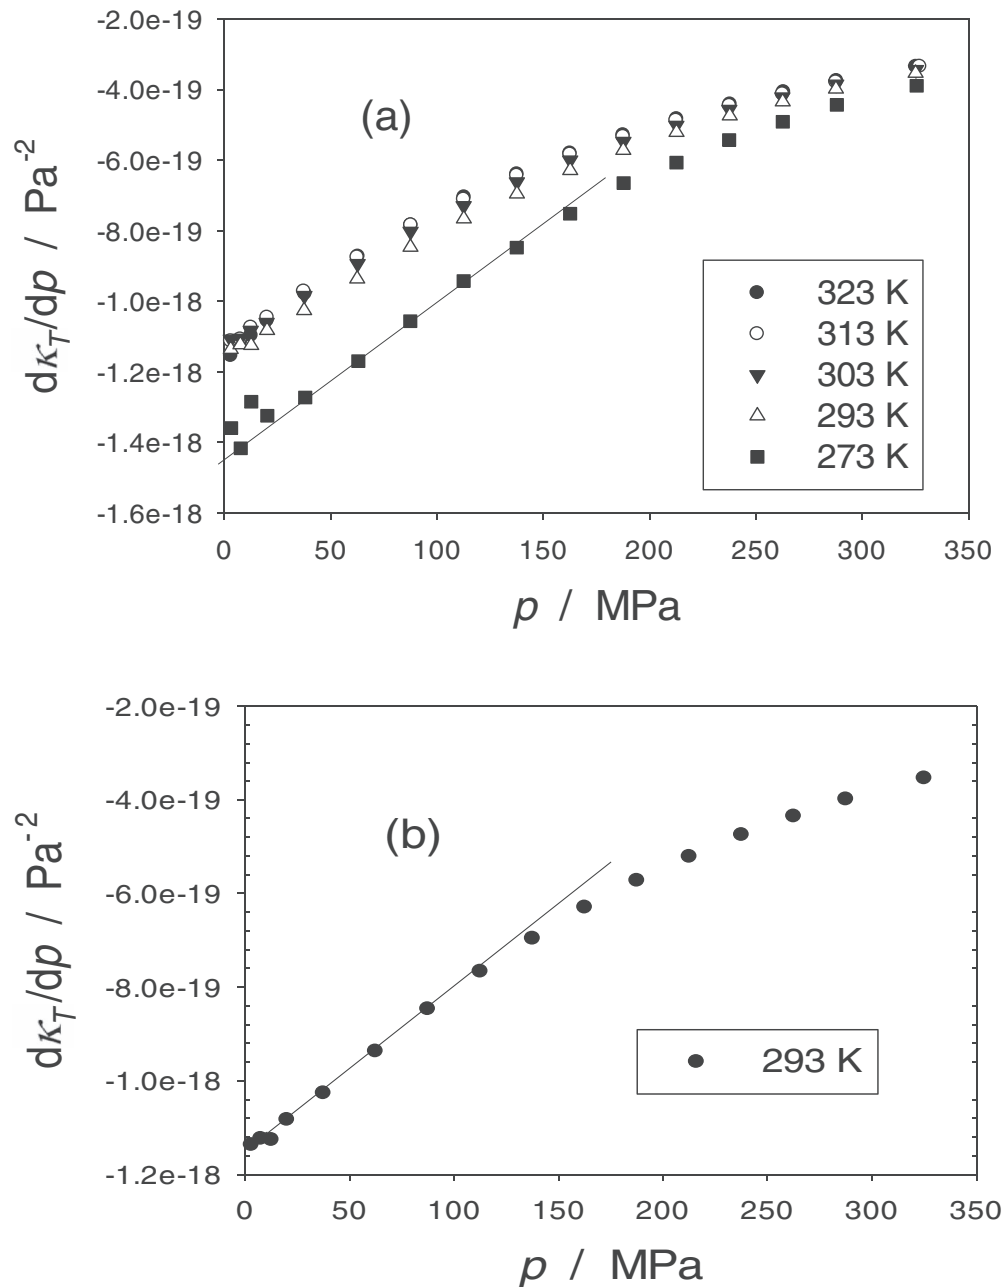 -2.0e-19
-4.0e-19
-6.0e-19
-8.0e-19
-1.0e-18
-1.2e-18
-1.4e-18
-1.6e-18
dκT/dp / Pa-2
(a)
323 K
313 K
303 K
293 K
273 K
0 50 100 150 200 250 300 350
p / MPa
-2.0e-19
-4.0e-19
-6.0e-19
-8.0e-19
-1.0e-18
-1.2e-18
dκT/dp / Pa-2
(b)
293 K
0 50 100 150 200 250 300 350
p / MPa